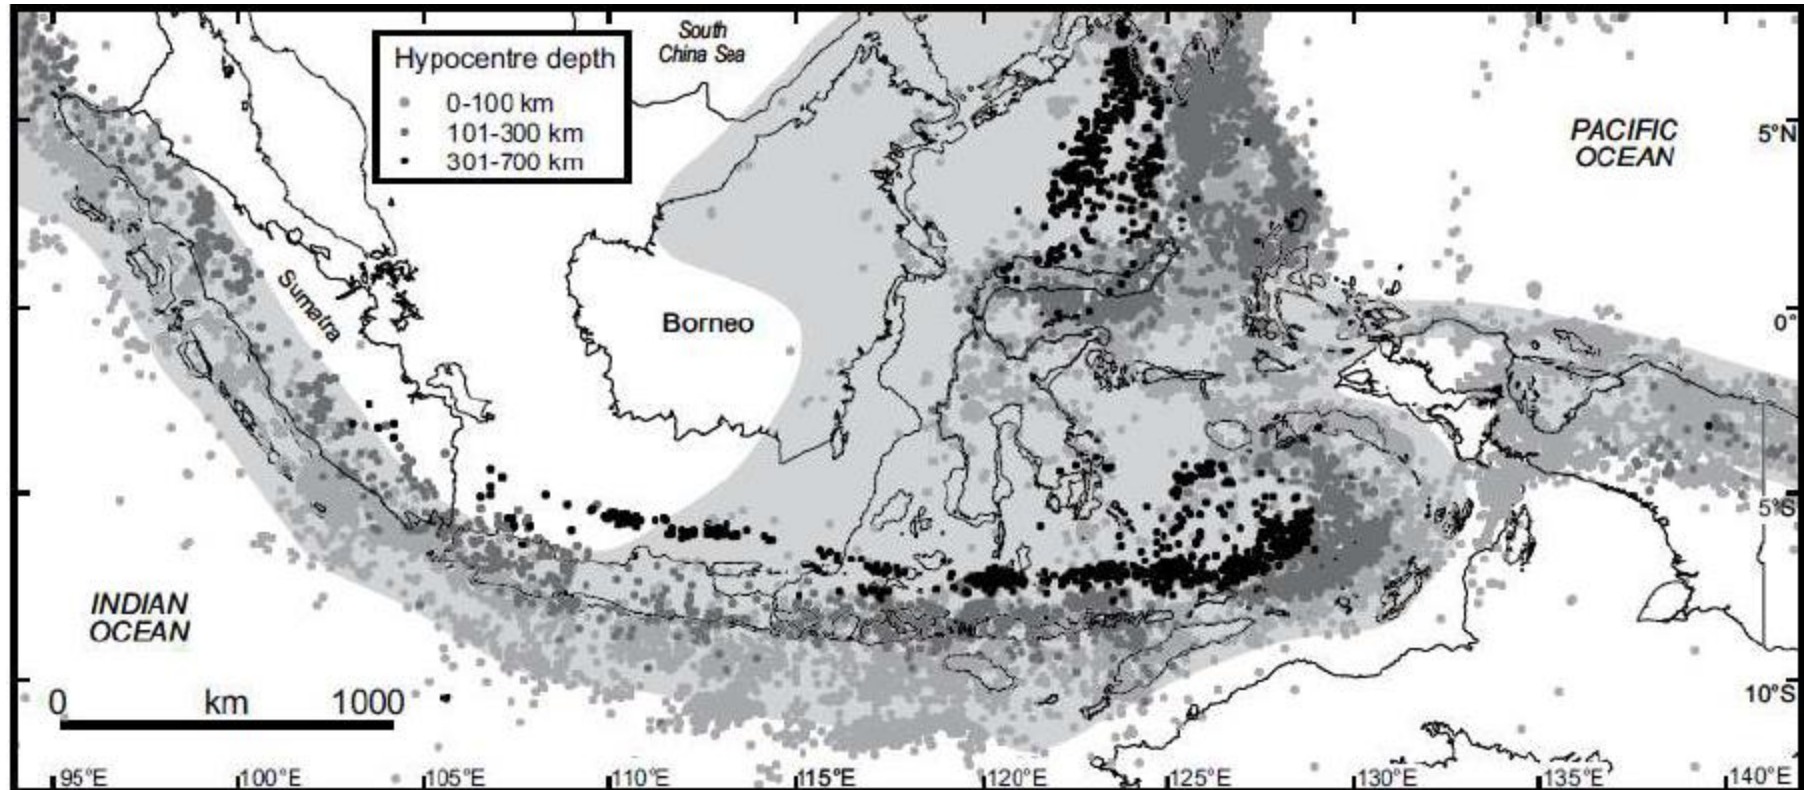 South
China Sea
Hypocentre depth
0-100 km
101-300 km
301-700 km
PACIFIC
OCEAN
5°N
Sumatra
Borneo
0°
5°S
INDIAN
OCEAN
0 km 1000
10°S
95°E 100°E 105°E 110°E 115°E 120°E 125°E 130°E 135°E 140°E